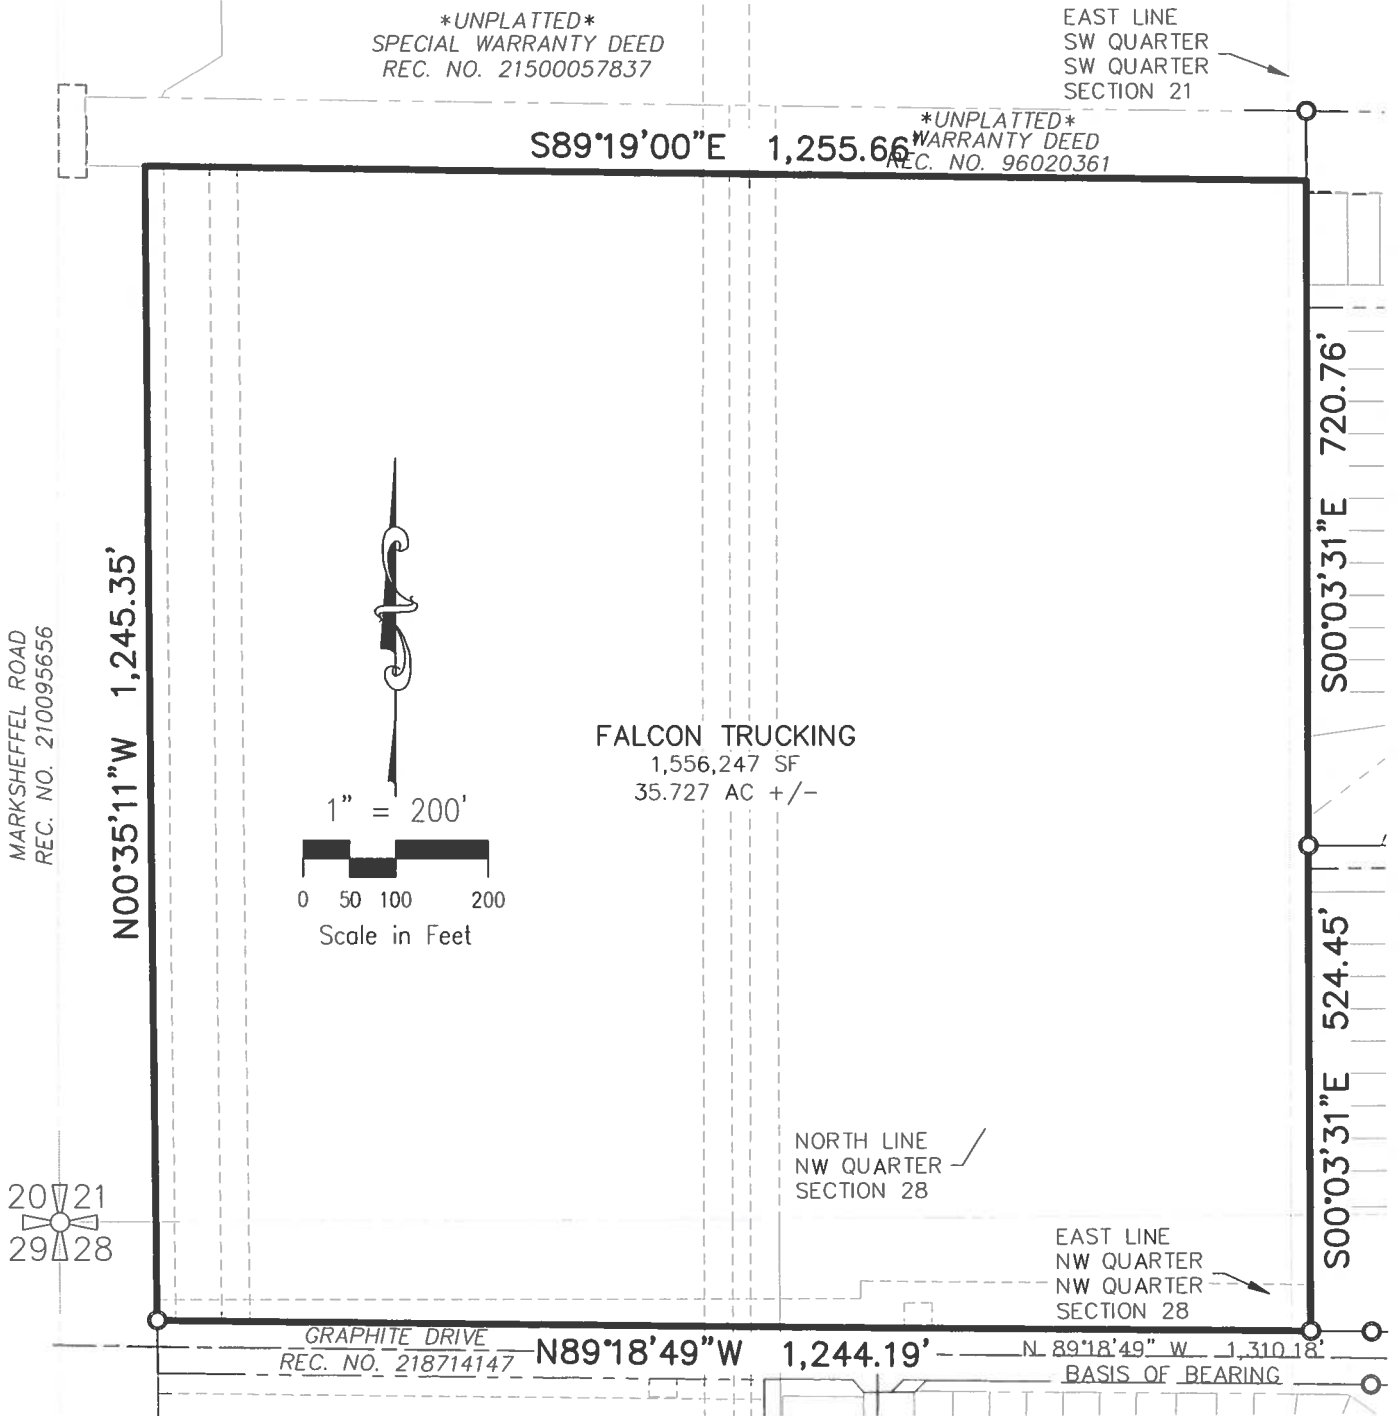 *UNPLATTED*
SPECIAL WARRANTY DEED
REC. NO. 21500057837
EAST LINE
SW QUARTER
SW QUARTER
SECTION 21
*UNPLATTED*
WARRANTY DEED
REC. NO. 96020361
S89°19'00"E 1,255.66'
S00°03'31"E 720.76'
N00°35'11"W 1,245.35'
MARKSHEFFEL ROAD
REC. NO. 210095656
FALCON TRUCKING
1,556,247 SF
35.727 AC +/-
1" = 200'
0 50 100 200
Scale in Feet
S00°03'31"E 524.45'
NORTH LINE
NW QUARTER
SECTION 28
20 21
29 28
EAST LINE
NW QUARTER
NW QUARTER
SECTION 28
GRAPHITE DRIVE
REC. NO. 218714147
N89°18'49"W 1,244.19'
N 89°18'49" W 1,310.18'
BASIS OF BEARING